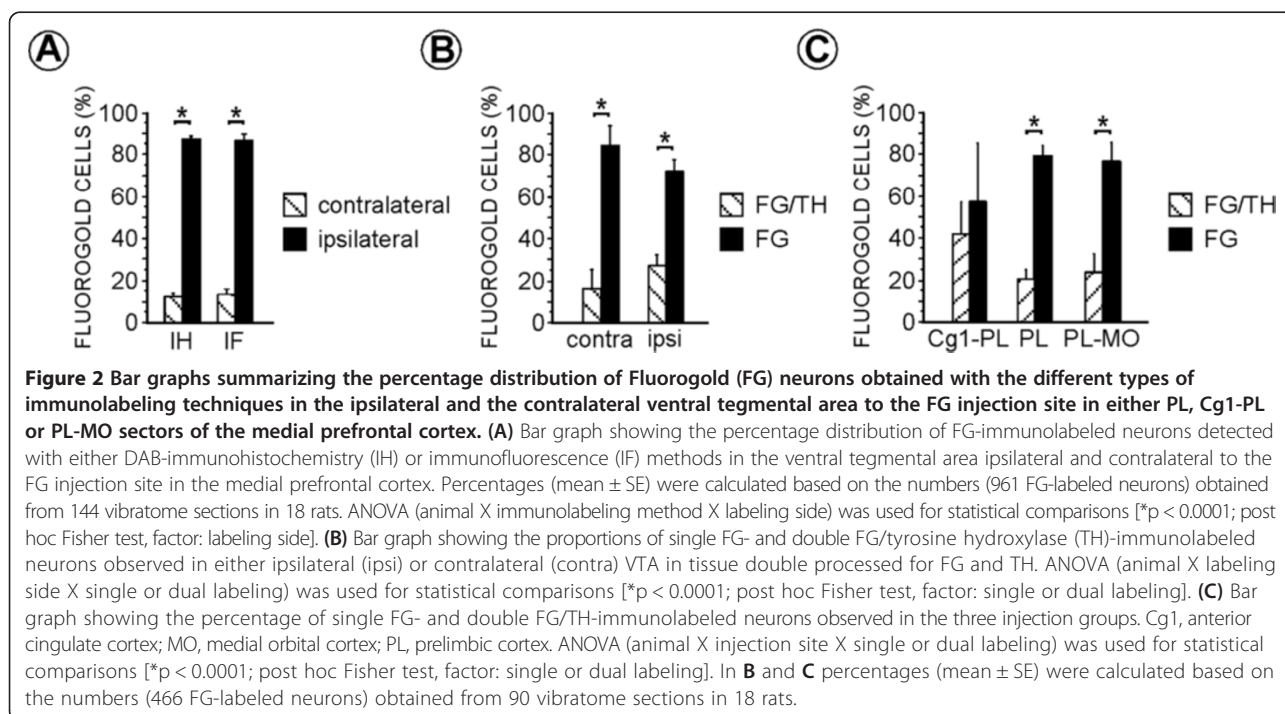 A
B
C
FLUOROGOLD CELLS (%)
100
80
60
40
20
0
*
*
IH
IF
contralateral
ipsilateral
FLUOROGOLD CELLS (%)
100
80
60
40
20
0
*
*
contra
ipsi
FG/TH
FG
FLUOROGOLD CELLS (%)
100
80
60
40
20
0
*
*
Cg1-PL
PL
PL-MO
FG/TH
FG
Figure 2 Bar graphs summarizing the percentage distribution of Fluorogold (FG) neurons obtained with the different types of
immunolabeling techniques in the ipsilateral and the contralateral ventral tegmental area to the FG injection site in either PL, Cg1-PL
or PL-MO sectors of the medial prefrontal cortex. (A) Bar graph showing the percentage distribution of FG-immunolabeled neurons detected
with either DAB-immunohistochemistry (IH) or immunofluorescence (IF) methods in the ventral tegmental area ipsilateral and contralateral to the
FG injection site in the medial prefrontal cortex. Percentages (mean ± SE) were calculated based on the numbers (961 FG-labeled neurons) obtained
from 144 vibratome sections in 18 rats. ANOVA (animal X immunolabeling method X labeling side) was used for statistical comparisons [*p < 0.0001; post
hoc Fisher test, factor: labeling side]. (B) Bar graph showing the proportions of single FG- and double FG/tyrosine hydroxylase (TH)-immunolabeled
neurons observed in either ipsilateral (ipsi) or contralateral (contra) VTA in tissue double processed for FG and TH. ANOVA (animal X labeling
side X single or dual labeling) was used for statistical comparisons [*p < 0.0001; post hoc Fisher test, factor: single or dual labeling]. (C) Bar
graph showing the percentage of single FG- and double FG/TH-immunolabeled neurons observed in the three injection groups. Cg1, anterior
cingulate cortex; MO, medial orbital cortex; PL, prelimbic cortex. ANOVA (animal X injection site X single or dual labeling) was used for statistical
comparisons [*p < 0.0001; post hoc Fisher test, factor: single or dual labeling]. In B and C percentages (mean ± SE) were calculated based on
the numbers (466 FG-labeled neurons) obtained from 90 vibratome sections in 18 rats.